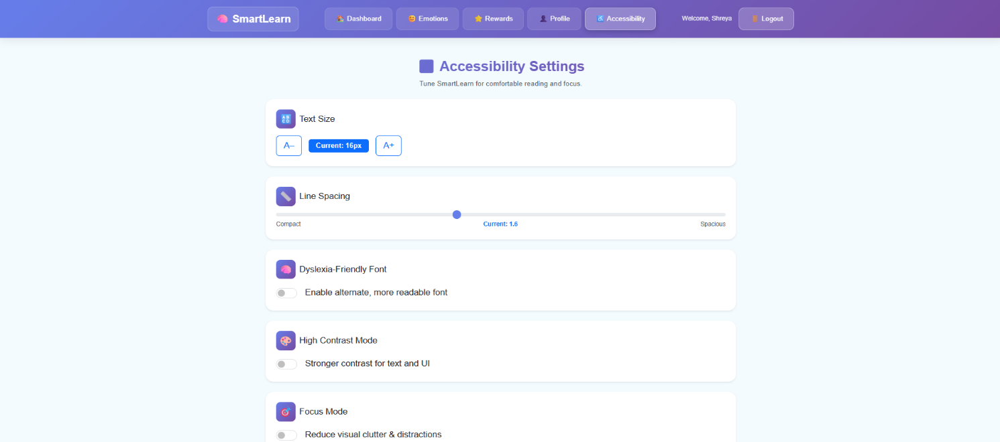 SmartLearn
Dashboard
Emotions
Rewards
Profile
Accessibility
Welcome, Shreya
Logout
Accessibility Settings
Tune SmartLearn for comfortable reading and focus.
Text Size
A–
Current: 16px
A+
Line Spacing
Compact
Current: 1.6
Spacious
Dyslexia-Friendly Font
Enable alternate, more readable font
High Contrast Mode
Stronger contrast for text and UI
Focus Mode
Reduce visual clutter & distractions